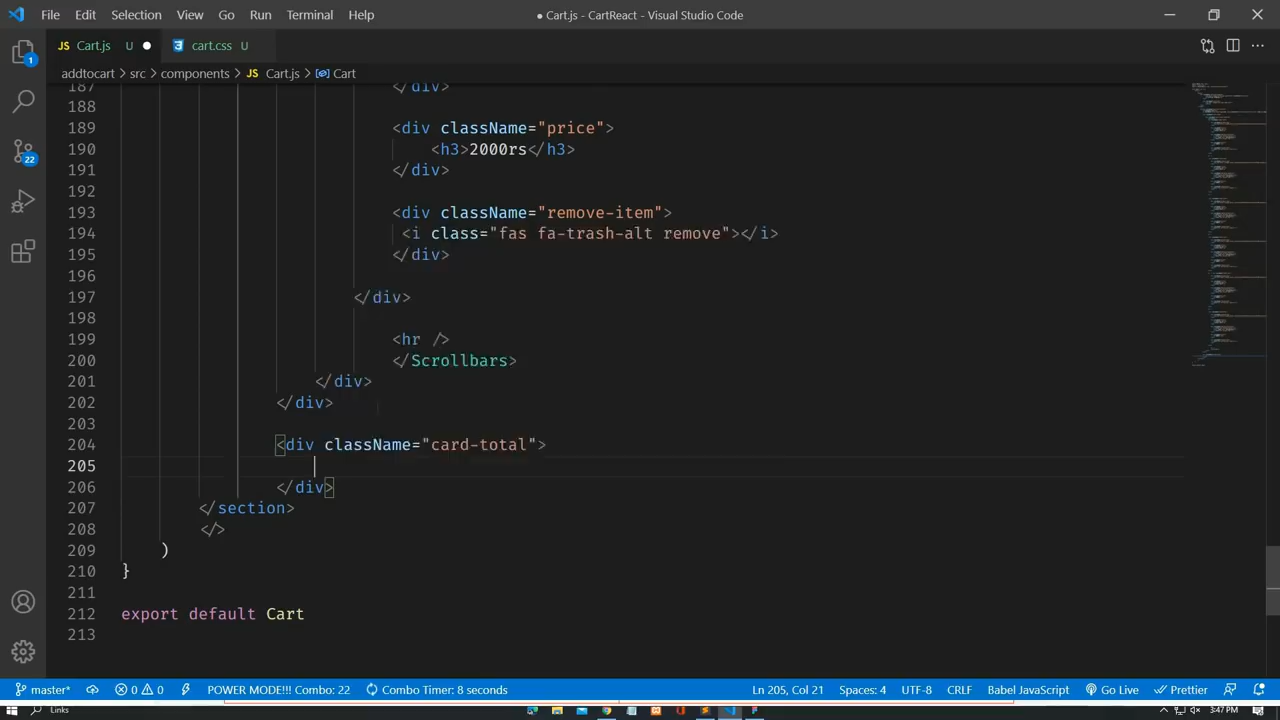 File Edit Selection View Go Run Terminal Help ● Cart.js - CartReact - Visual Studio Code
JS Cart.js U ● cart.css U
addtocart > src > components > JS Cart.js > Cart
187 </div>
188
189 <div className="price">
190 <h3>2000rs</h3>
191 </div>
192
193 <div className="remove-item">
194 <i class="fas fa-trash-alt remove"></i>
195 </div>
196
197 </div>
198
199 <hr />
200 </Scrollbars>
201 </div>
202 </div>
203
204 <div className="card-total">
205
206 </div>
207 </section>
208 </>
209 )
210 }
211
212 export default Cart
213
1
22
master* 0 0 POWER MODE!!! Combo: 22 Combo Timer: 8 seconds Ln 205, Col 21 Spaces: 4 UTF-8 CRLF Babel JavaScript Go Live Prettier
Links 3:47 PM